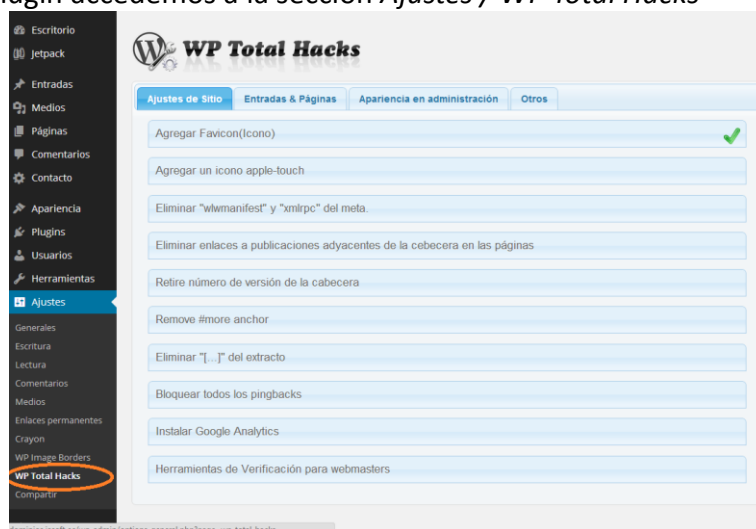 plugin accedemos a la sección Ajustes / WP Total Hacks
Escritorio
Jetpack
Entradas
Medios
Páginas
Comentarios
Contacto
Apariencia
Plugins
Usuarios
Herramientas
Ajustes
Generales
Escritura
Lectura
Comentarios
Medios
Enlaces permanentes
Crayon
WP Image Borders
WP Total Hacks
Compartir
WP Total Hacks
Ajustes de Sitio Entradas & Páginas Apariencia en administración Otros
Agregar Favicon(Icono)
Agregar un icono apple-touch
Eliminar "wlwmanifest" y "xmlrpc" del meta.
Eliminar enlaces a publicaciones adyacentes de la cebecera en las páginas
Retire número de versión de la cabecera
Remove #more anchor
Eliminar "[...]" del extracto
Bloquear todos los pingbacks
Instalar Google Analytics
Herramientas de Verificación para webmasters